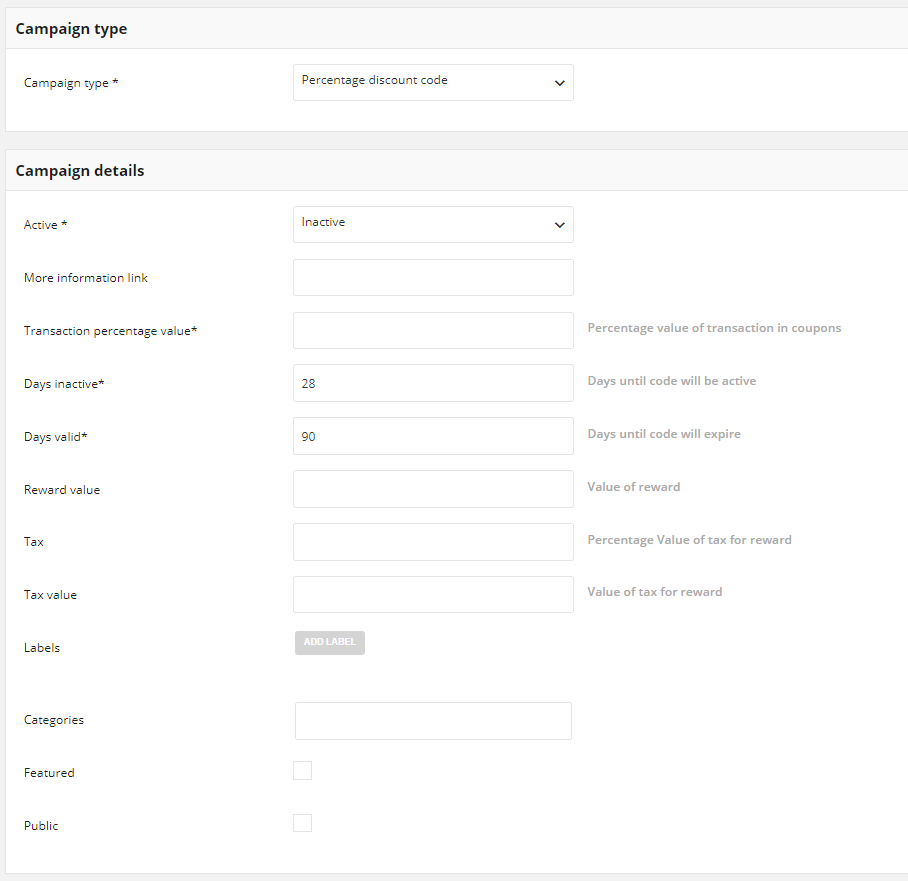 Campaign type
Campaign type * Percentage discount code
Campaign details
Active * Inactive
More information link
Transaction percentage value* Percentage value of transaction in coupons
Days inactive* 28 Days until code will be active
Days valid* 90 Days until code will expire
Reward value Value of reward
Tax Percentage Value of tax for reward
Tax value Value of tax for reward
Labels ADD LABEL
Categories
Featured
Public